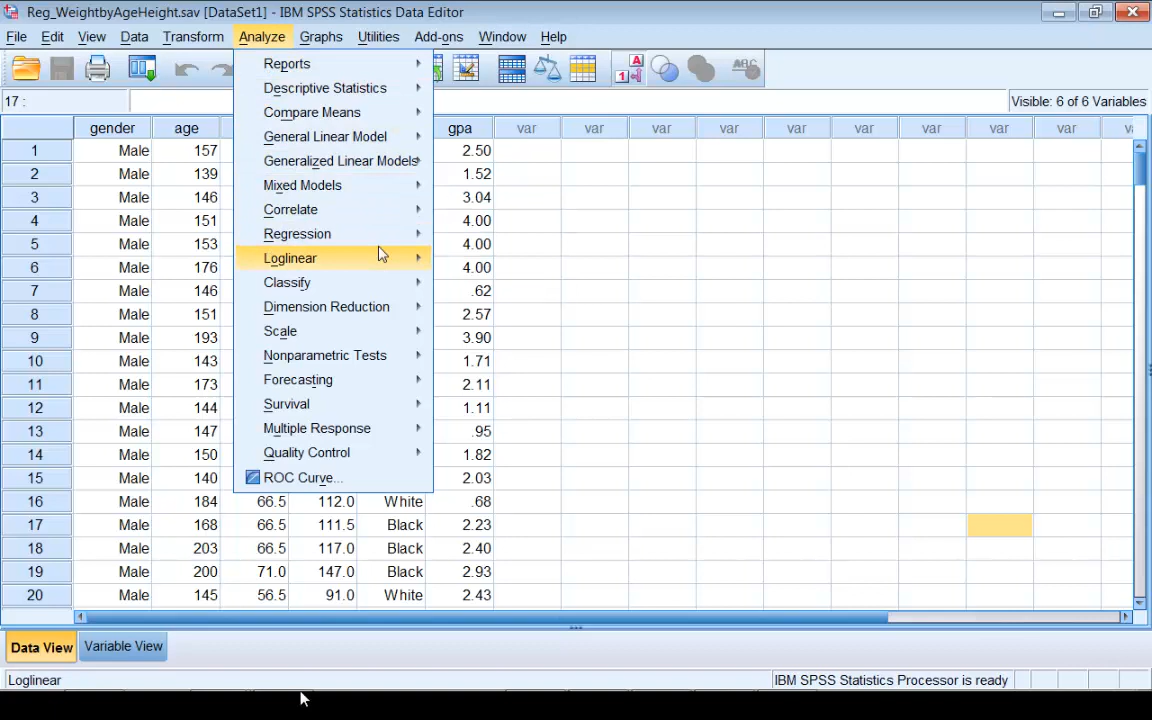 Reg_WeightbyAgeHeight.sav [DataSet1] - IBM SPSS Statistics Data Editor
File Edit View Data Transform Analyze Graphs Utilities Add-ons Window Help
17 : Visible: 6 of 6 Variables
gender age gpa var var var var var var var var var
Reports
Descriptive Statistics
Compare Means
General Linear Model
Generalized Linear Models
Mixed Models
Correlate
Regression
Loglinear
Classify
Dimension Reduction
Scale
Nonparametric Tests
Forecasting
Survival
Multiple Response
Quality Control
ROC Curve...
1 Male 157 2.50
2 Male 139 1.52
3 Male 146 3.04
4 Male 151 4.00
5 Male 153 4.00
6 Male 176 4.00
7 Male 146 .62
8 Male 151 2.57
9 Male 193 3.90
10 Male 143 1.71
11 Male 173 2.11
12 Male 144 1.11
13 Male 147 .95
14 Male 150 1.82
15 Male 140 2.03
16 Male 184 66.5 112.0 White .68
17 Male 168 66.5 111.5 Black 2.23
18 Male 203 66.5 117.0 Black 2.40
19 Male 200 71.0 147.0 Black 2.93
20 Male 145 56.5 91.0 White 2.43
Data View Variable View
Loglinear IBM SPSS Statistics Processor is ready